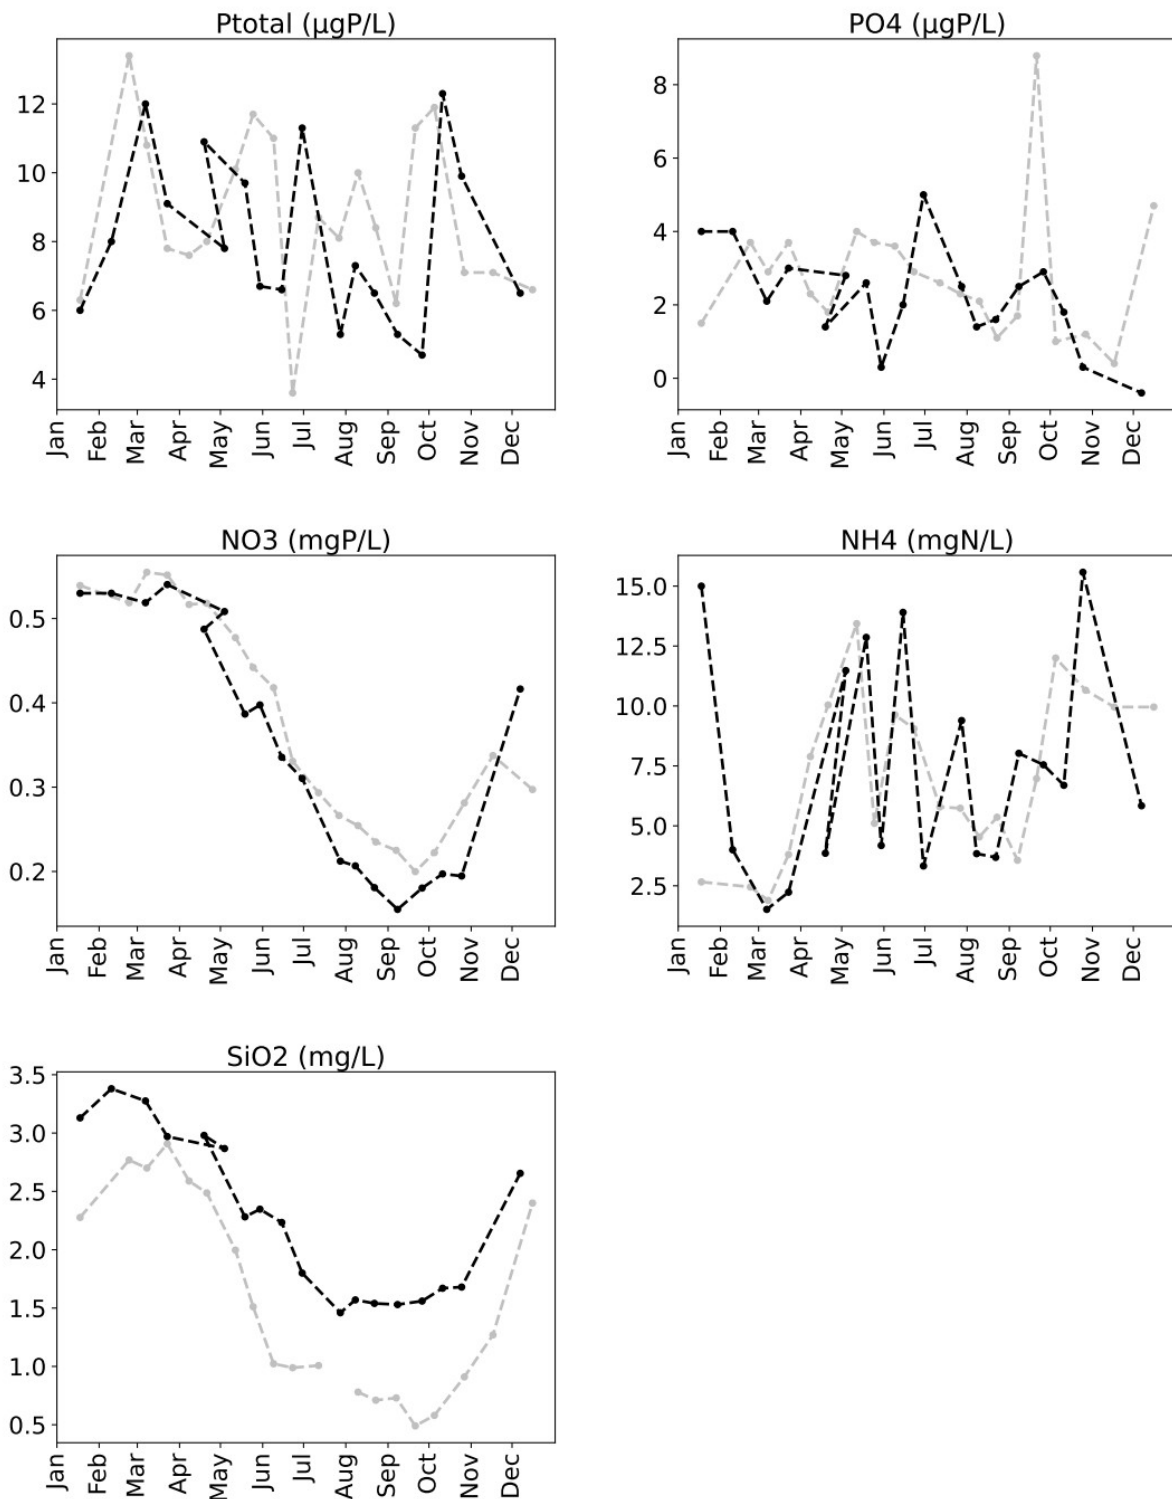 Ptotal (µgP/L)
12
10
8
6
4
Jan Feb Mar Apr May Jun Jul Aug Sep Oct Nov Dec
PO4 (µgP/L)
8
6
4
2
0
Jan Feb Mar Apr May Jun Jul Aug Sep Oct Nov Dec
NO3 (mgP/L)
0.5
0.4
0.3
0.2
Jan Feb Mar Apr May Jun Jul Aug Sep Oct Nov Dec
NH4 (mgN/L)
15.0
12.5
10.0
7.5
5.0
2.5
Jan Feb Mar Apr May Jun Jul Aug Sep Oct Nov Dec
SiO2 (mg/L)
3.5
3.0
2.5
2.0
1.5
1.0
0.5
Jan Feb Mar Apr May Jun Jul Aug Sep Oct Nov Dec